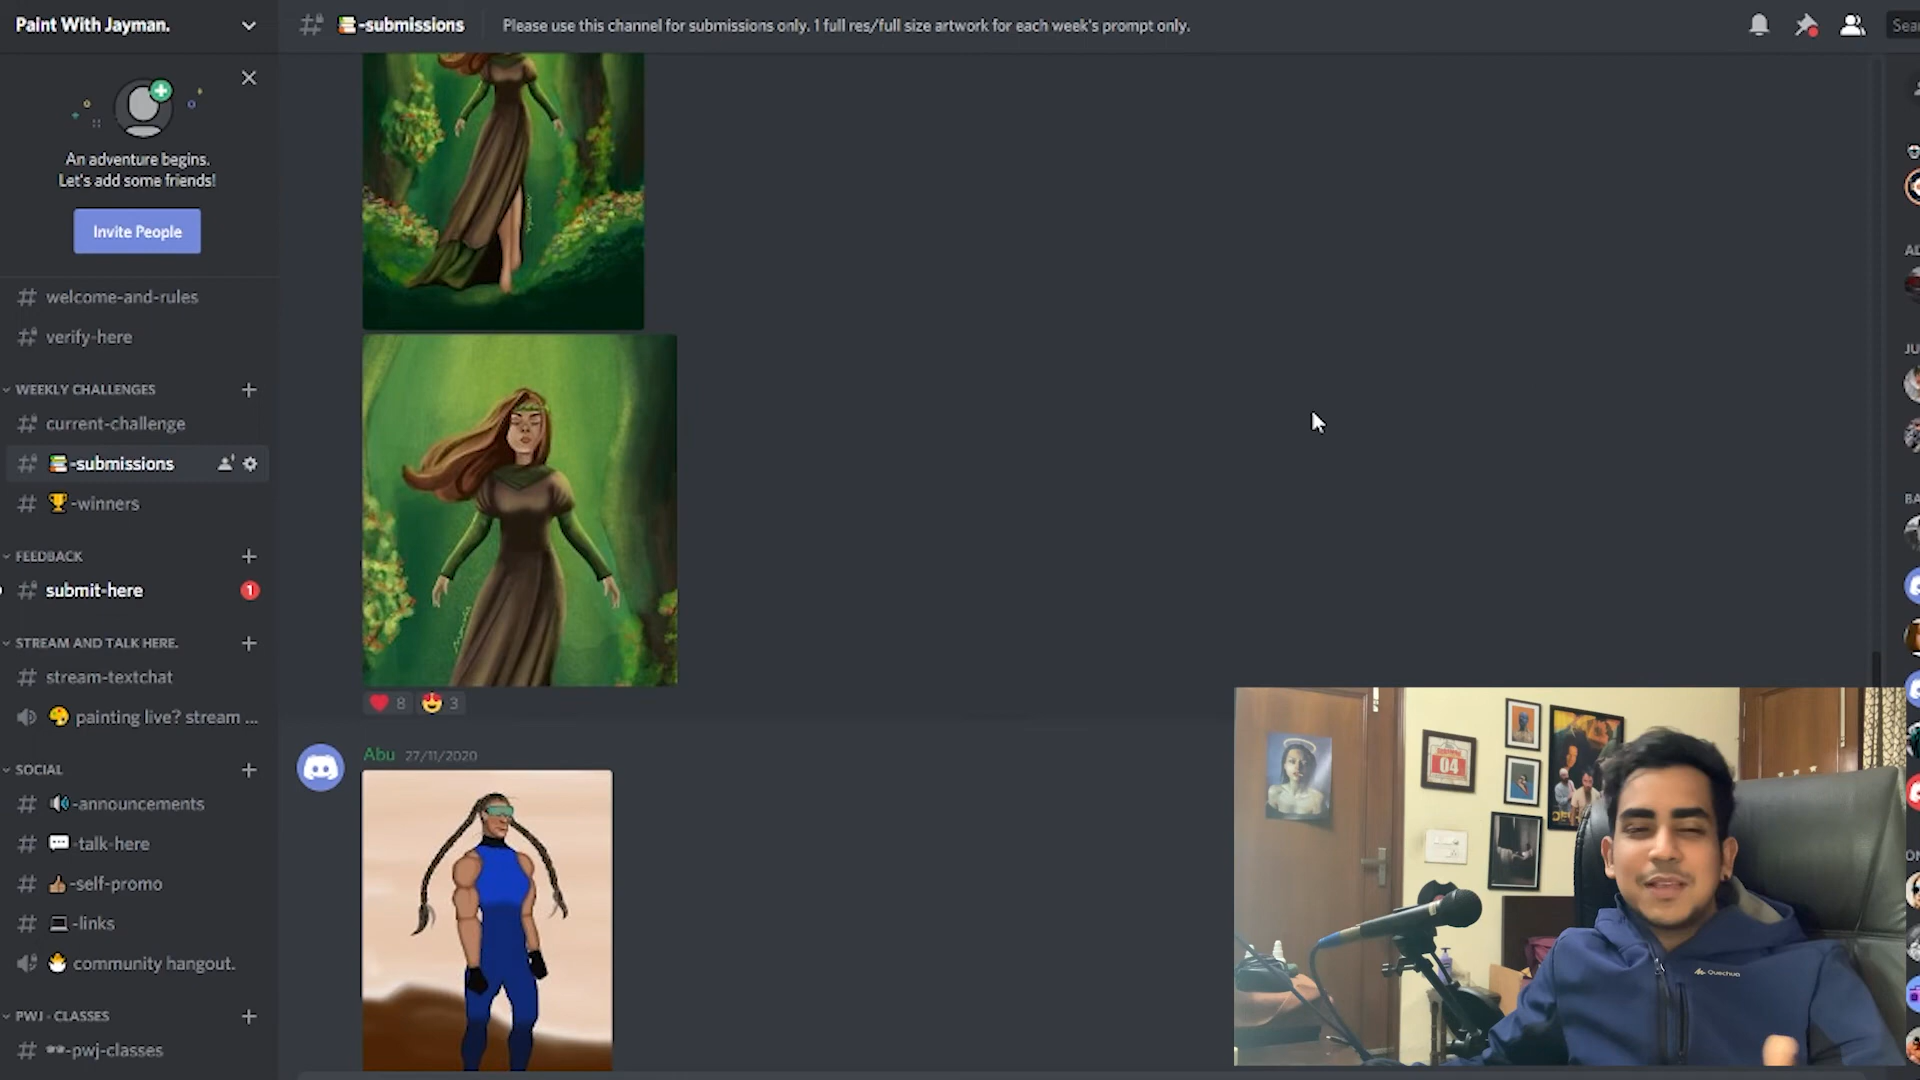 Paint With Jayman.
-submissions
Please use this channel for submissions only. 1 full res/full size artwork for each week's prompt only.
An adventure begins.
Let's add some friends!
Invite People
welcome-and-rules
verify-here
WEEKLY CHALLENGES
current-challenge
-submissions
-winners
FEEDBACK
submit-here
1
STREAM AND TALK HERE.
stream-textchat
painting live? stream ...
SOCIAL
-announcements
-talk-here
-self-promo
-links
community hangout.
PWJ - CLASSES
-pwj-classes
8
3
Abu 27/11/2020
04
Quechua